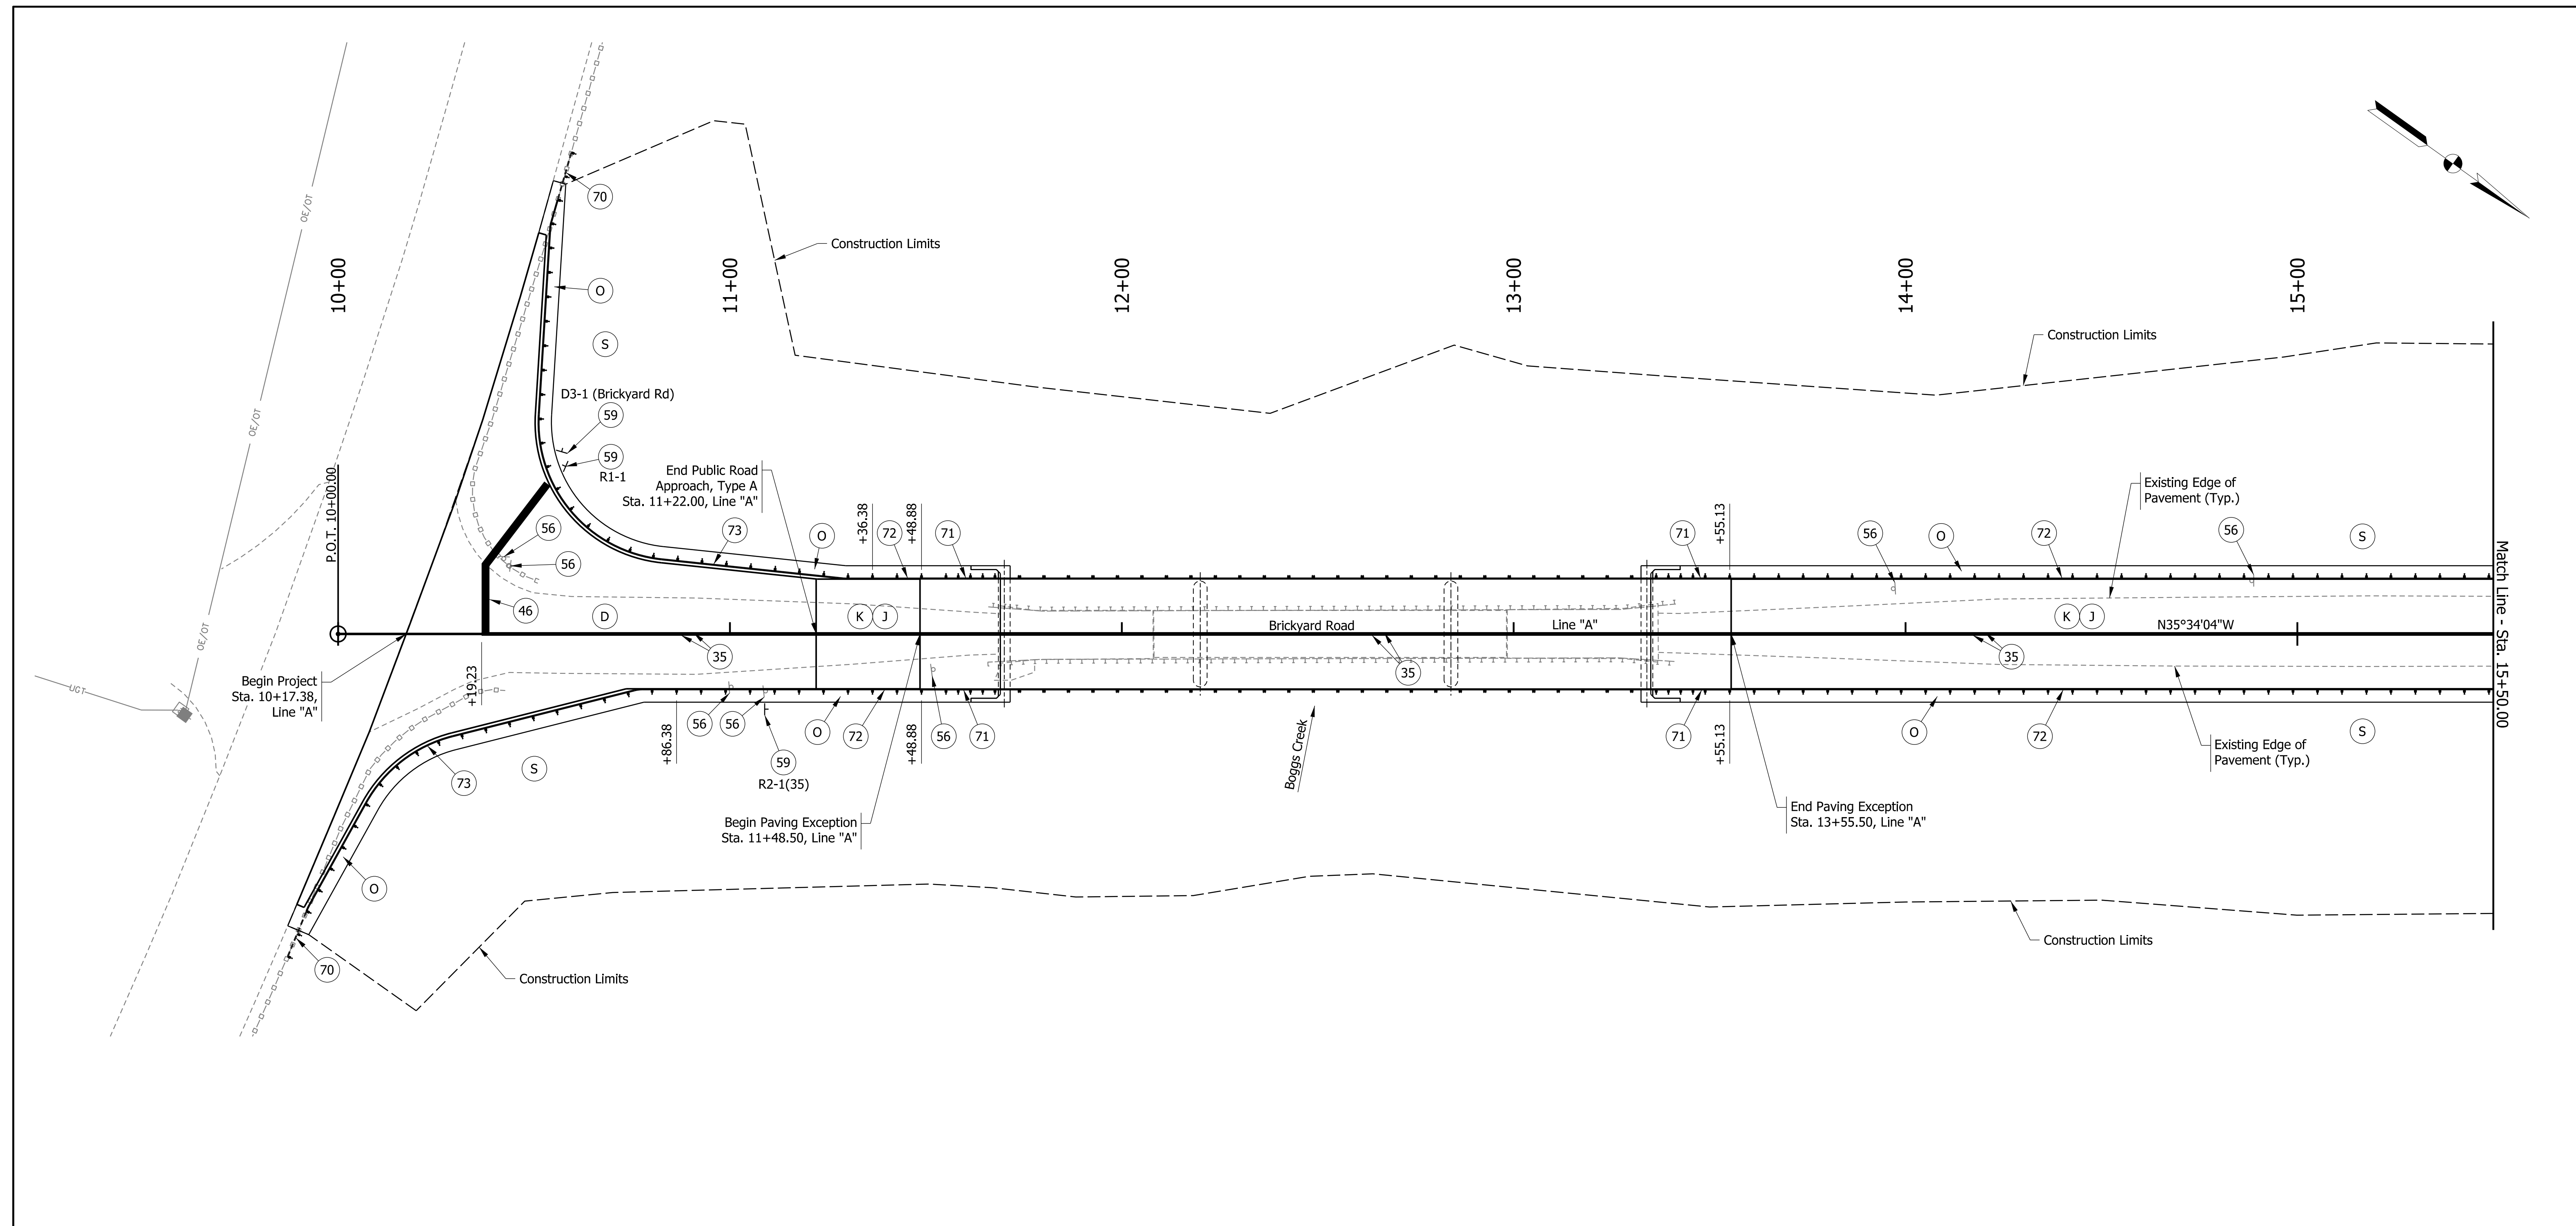 OE/OT
OE/OT
OE/OT
UGT
P.O.T. 10+00.00
10+00
11+00
12+00
13+00
14+00
15+00
70
Construction Limits
O
S
D3-1 (Brickyard Rd)
59
59
R1-1
End Public Road
Approach, Type A
Sta. 11+22.00, Line "A"
56
56
46
D
73
O
+36.38
72
+48.88
71
K
J
35
Begin Project
Sta. 10+17.38,
Line "A"
+19.23
+86.38
56
56
59
R2-1(35)
O
72
+48.88
56
71
Begin Paving Exception
Sta. 11+48.50, Line "A"
73
S
O
70
Construction Limits
Brickyard Road
Line "A"
35
Boggs Creek
71
+55.13
71
+55.13
End Paving Exception
Sta. 13+55.50, Line "A"
Construction Limits
Existing Edge of
Pavement (Typ.)
56
O
72
56
S
K
J
N35°34'04"W
35
O
72
S
Existing Edge of
Pavement (Typ.)
Construction Limits
Match Line - Sta. 15+50.00